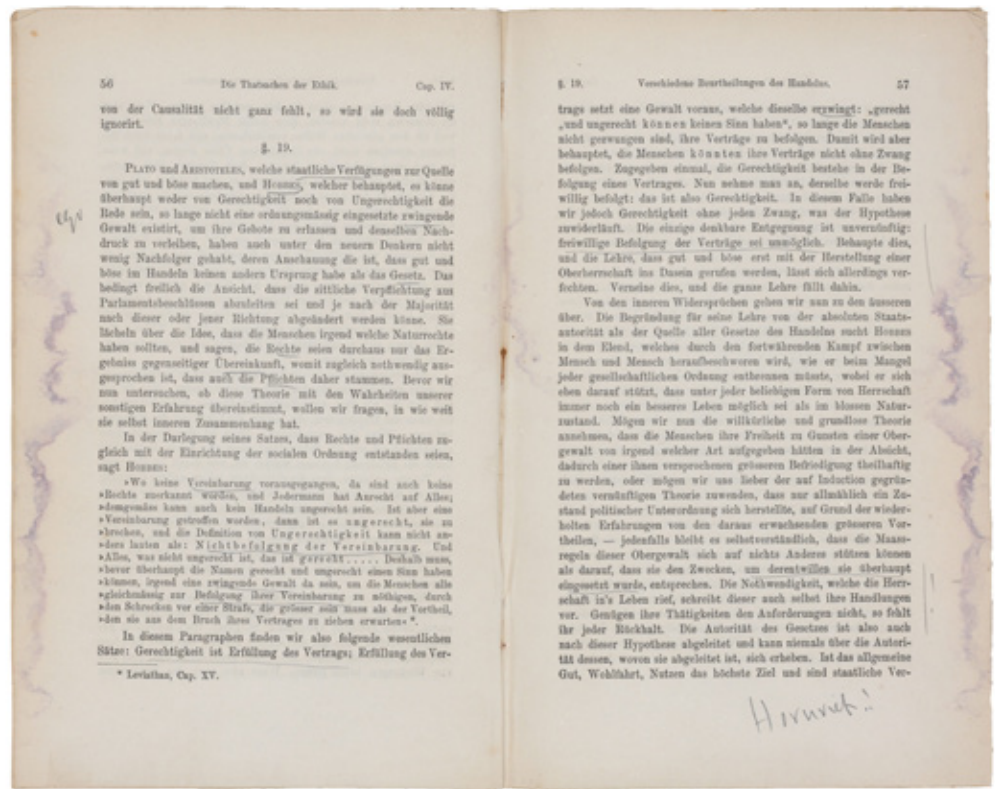 56 Die Thatsachen der Ethik. Cap. IV.
von der Causalität nicht ganz fehlt, so wird sie doch völlig
ignorirt.
§. 19.
PLATO und ARISTOTELES, welche staatliche Verfügungen zur Quelle
von gut und böse machen, und HOBBES, welcher behauptet, es könne
überhaupt weder von Gerechtigkeit noch von Ungerechtigkeit die
Rede sein, so lange nicht eine ordnungsmässig eingesetzte zwingende
Gewalt existirt, um ihre Gebote zu erlassen und denselben Nach-
druck zu verleihen, haben auch unter den neuern Denkern nicht
wenig Nachfolger gehabt, deren Anschauung die ist, dass gut und
böse im Handeln keinen andern Ursprung habe als das Gesetz. Das
bedingt freilich die Ansicht, dass die sittliche Verpflichtung aus
Parlamentsbeschlüssen abzuleiten sei und je nach der Majorität
nach dieser oder jener Richtung abgeändert werden könne. Sie
lächeln über die Idee, dass die Menschen irgend welche Naturrechte
haben sollten, und sagen, die Rechte seien durchaus nur das Er-
gebniss gegenseitiger Übereinkunft, womit zugleich nothwendig aus-
gesprochen ist, dass auch die Pflichten daher stammen. Bevor wir
nun untersuchen, ob diese Theorie mit den Wahrheiten unserer
sonstigen Erfahrung übereinstimmt, wollen wir fragen, in wie weit
sie selbst inneren Zusammenhang hat.
In der Darlegung seines Satzes, dass Rechte und Pflichten zu-
gleich mit der Einrichtung der socialen Ordnung entstanden seien,
sagt HOBBES:
»Wo keine Vereinbarung vorausgegangen, da sind auch keine
»Rechte zuerkannt worden, und Jedermann hat Anrecht auf Alles;
»demgemäss kann auch kein Handeln ungerecht sein. Ist aber eine
»Vereinbarung getroffen worden, dann ist es ungerecht, sie zu
»brechen, und die Definition von Ungerechtigkeit kann nicht an-
»ders lauten als: Nichtbefolgung der Vereinbarung. Und
»Alles, was nicht ungerecht ist, das ist gerecht ..... Deshalb muss,
»bevor überhaupt die Namen gerecht und ungerecht einen Sinn haben
»können, irgend eine zwingende Gewalt da sein, um die Menschen alle
»gleichmässig zur Befolgung ihrer Vereinbarung zu nöthigen, durch
»den Schrecken vor einer Strafe, die grösser sein muss als der Vortheil,
»den sie aus dem Bruch ihres Vertrages zu ziehen erwarten« *.
In diesem Paragraphen finden wir also folgende wesentlichen
Sätze: Gerechtigkeit ist Erfüllung des Vertrags; Erfüllung des Ver-
* Leviathan, Cap. XV.
§. 19. Verschiedene Beurtheilungen des Handelns. 57
trags setzt eine Gewalt voraus, welche dieselbe erzwingt: „gerecht
„und ungerecht können keinen Sinn haben“, so lange die Menschen
nicht gezwungen sind, ihre Verträge zu befolgen. Damit wird aber
behauptet, die Menschen könnten ihre Verträge nicht ohne Zwang
befolgen. Zugegeben einmal, die Gerechtigkeit bestehe in der Be-
folgung eines Vertrages. Nun nehme man an, derselbe werde frei-
willig befolgt: das ist also Gerechtigkeit. In diesem Falle haben
wir jedoch Gerechtigkeit ohne jeden Zwang, was der Hypothese
zuwiderläuft. Die einzige denkbare Entgegnung ist unvernünftig:
freiwillige Befolgung der Verträge sei unmöglich. Behaupte dies,
und die Lehre, dass gut und böse erst mit der Herstellung einer
Oberherrschaft ins Dasein gerufen werden, lässt sich allerdings ver-
fechten. Verneine dies, und die ganze Lehre fällt dahin.
Von den inneren Widersprüchen gehen wir nun zu den äusseren
über. Die Begründung für seine Lehre von der absoluten Staats-
autorität als der Quelle aller Gesetze des Handelns sucht HOBBES
in dem Elend, welches durch den fortwährenden Kampf zwischen
Mensch und Mensch heraufbeschworen wird, wie er beim Mangel
jeder gesellschaftlichen Ordnung entbrennen müsste, wobei er sich
eben darauf stützt, dass unter jeder beliebigen Form von Herrschaft
immer noch ein besseres Leben möglich sei als im blossen Natur-
zustand. Mögen wir nun die willkürliche und grundlose Theorie
annehmen, dass die Menschen ihre Freiheit zu Gunsten einer Ober-
gewalt von irgend welcher Art aufgegeben hätten in der Absicht,
dadurch einer ihnen versprochenen grösseren Befriedigung theilhaftig
zu werden, oder mögen wir uns lieber der auf Induction gegrün-
deten vernünftigen Theorie zuwenden, dass nur allmählich ein Zu-
stand politischer Unterordnung sich herstellte, auf Grund der wieder-
holten Erfahrungen von den daraus erwachsenden grösseren Vor-
theilen, — jedenfalls bleibt es selbstverständlich, dass die Maass-
regeln dieser Obergewalt sich auf nichts Anderes stützen können
als darauf, dass sie den Zwecken, um derentwillen sie überhaupt
eingesetzt wurde, entsprechen. Die Nothwendigkeit, welche die Herr-
schaft in's Leben rief, schreibt dieser auch selbst ihre Handlungen
vor. Genügen ihre Thätigkeiten den Anforderungen nicht, so fehlt
ihr jeder Rückhalt. Die Autorität des Gesetzes ist also auch
nach dieser Hypothese abgeleitet und kann niemals über die Autori-
tät dessen, wovon sie abgeleitet ist, sich erheben. Ist das allgemeine
Gut, Wohlfahrt, Nutzen das höchste Ziel und sind staatliche Ver-